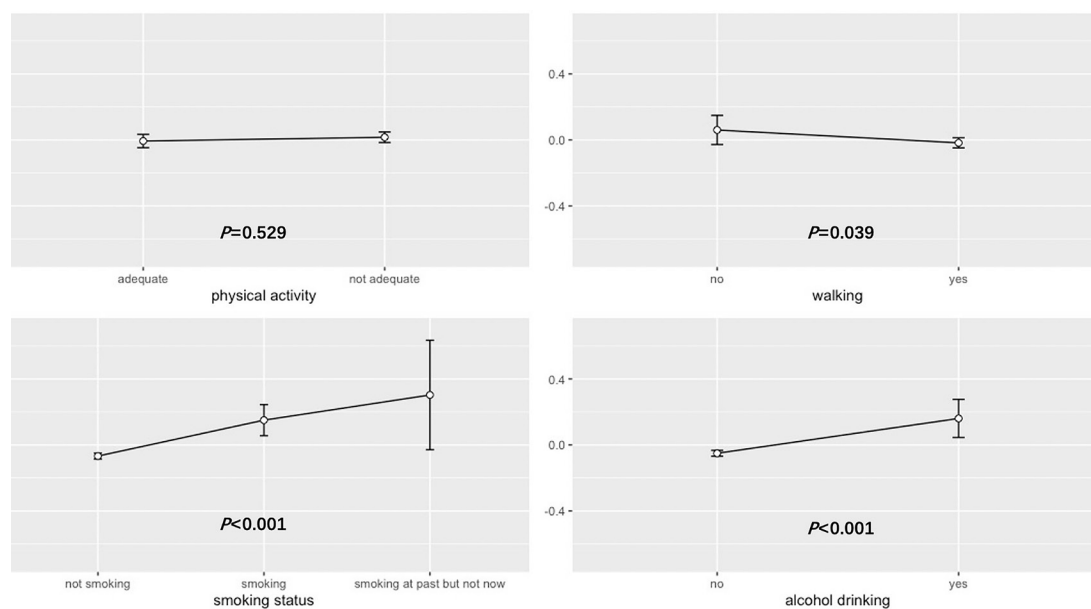 0.4
0.0
-0.4
P=0.529
P=0.039
adequate
not adequate
no
yes
physical activity
walking
0.4
0.0
-0.4
P<0.001
P<0.001
not smoking
smoking
smoking at past but not now
no
yes
smoking status
alcohol drinking